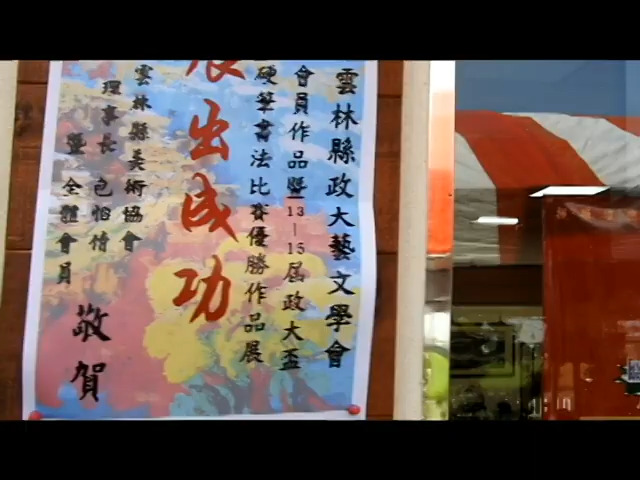 雲林縣政大藝文學會
會員作品暨13-15屆政大盃
硬筆書法比賽優勝作品展
展出成功
雲林縣美術協會
理事長
暨全體會員
敬賀